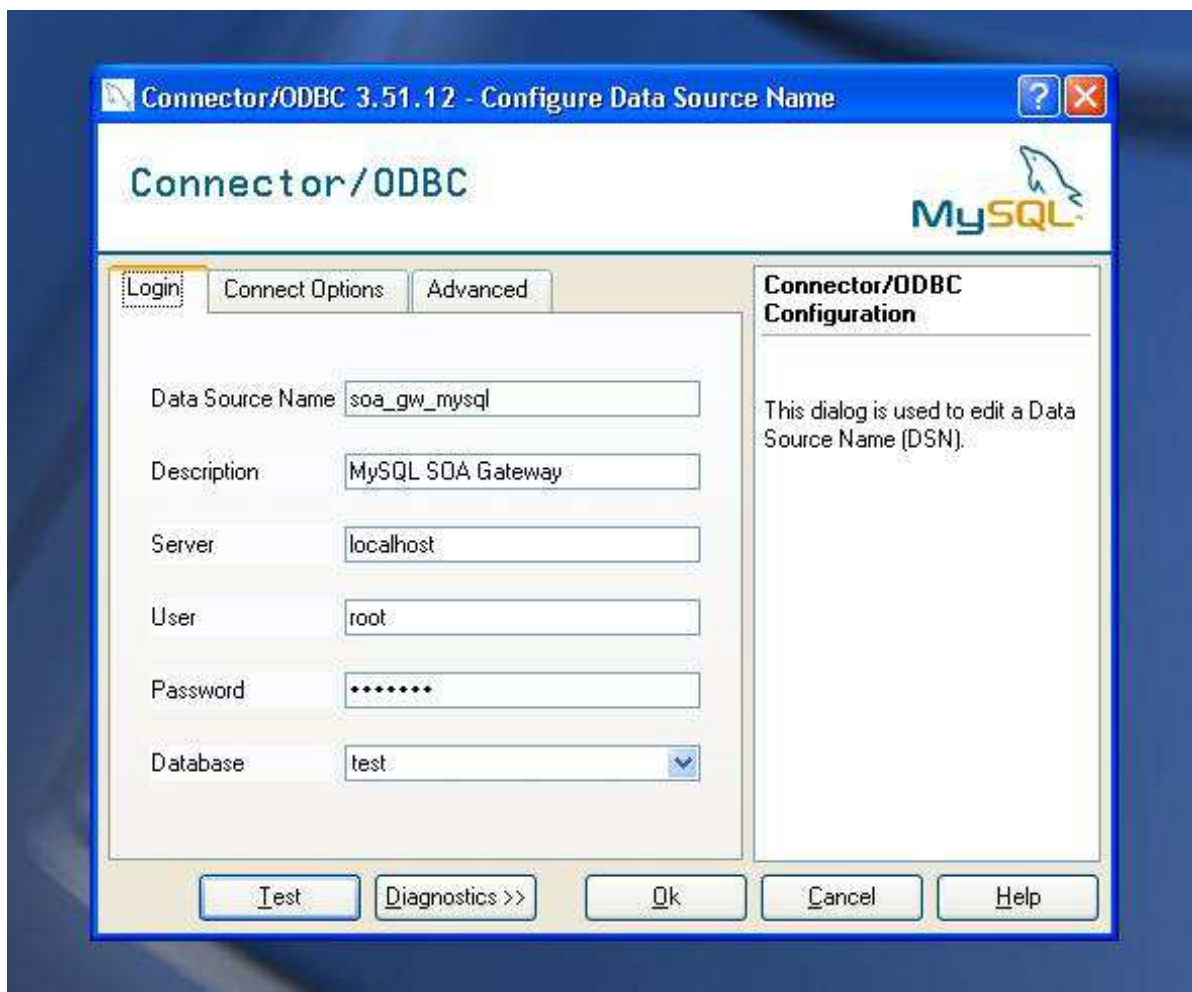 Connector/ODBC 3.51.12 - Configure Data Source Name
Connector/ODBC
MySQL
Login
Connect Options
Advanced
Data Source Name
soa_gw_mysql
Description
MySQL SOA Gateway
Server
localhost
User
root
Password
•••••••
Database
test
Connector/ODBC
Configuration
This dialog is used to edit a Data
Source Name (DSN).
Test
Diagnostics >>
Ok
Cancel
Help